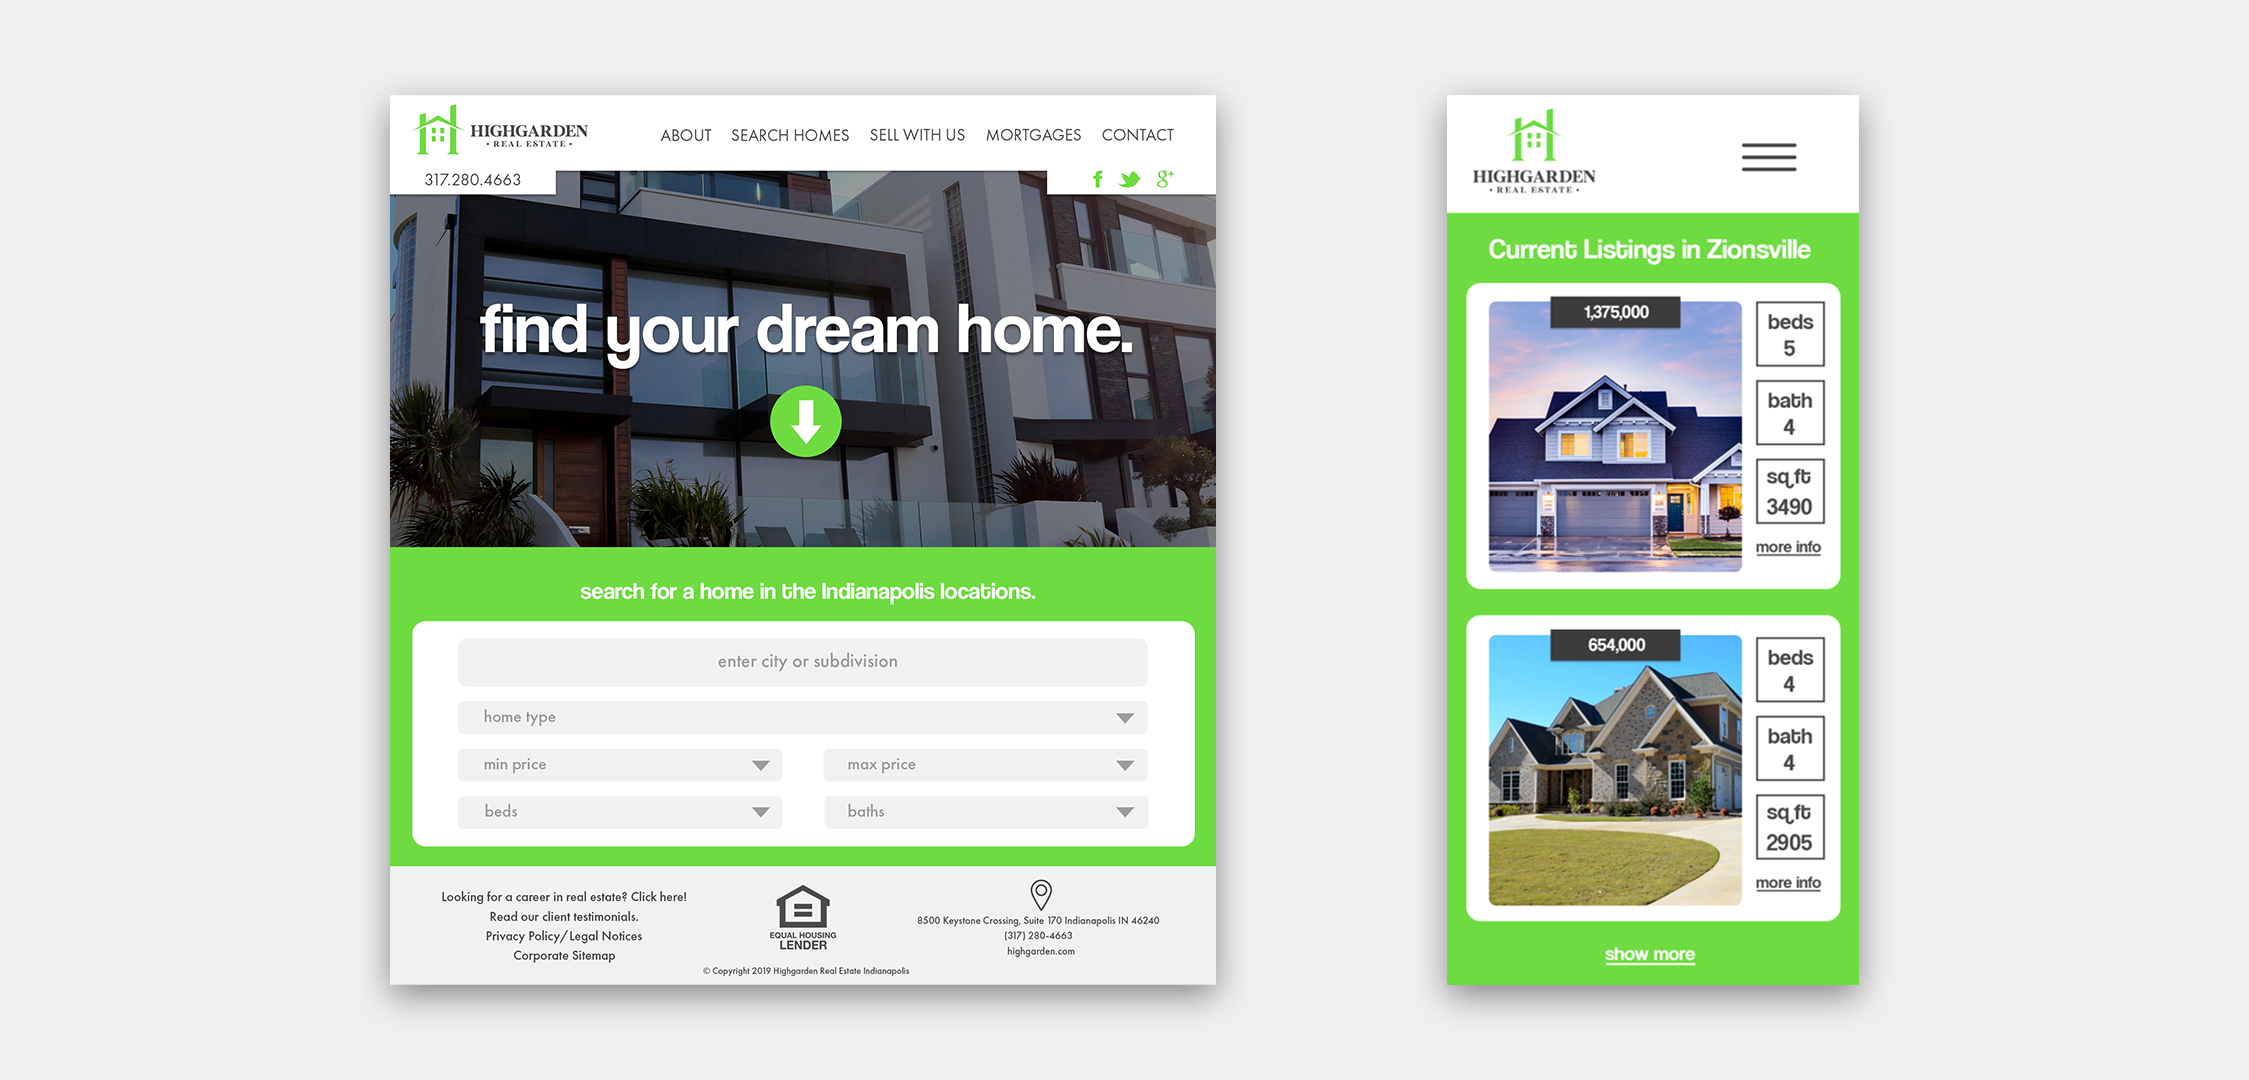 HIGHGARDEN
• REAL ESTATE •
ABOUT SEARCH HOMES SELL WITH US MORTGAGES CONTACT
317.280.4663
f g+
find your dream home.
search for a home in the Indianapolis locations.
enter city or subdivision
home type
min price
max price
beds
baths
Looking for a career in real estate? Click here!
Read our client testimonials.
Privacy Policy/Legal Notices
Corporate Sitemap
EQUAL HOUSING
LENDER
8500 Keystone Crossing, Suite 170 Indianapolis IN 46240
(317) 280-4663
highgarden.com
© Copyright 2019 Highgarden Real Estate Indianapolis
HIGHGARDEN
• REAL ESTATE •
Current Listings in Zionsville
1,375,000
beds
5
bath
4
sq.ft
3490
more info
654,000
beds
4
bath
4
sq.ft
2905
more info
show more